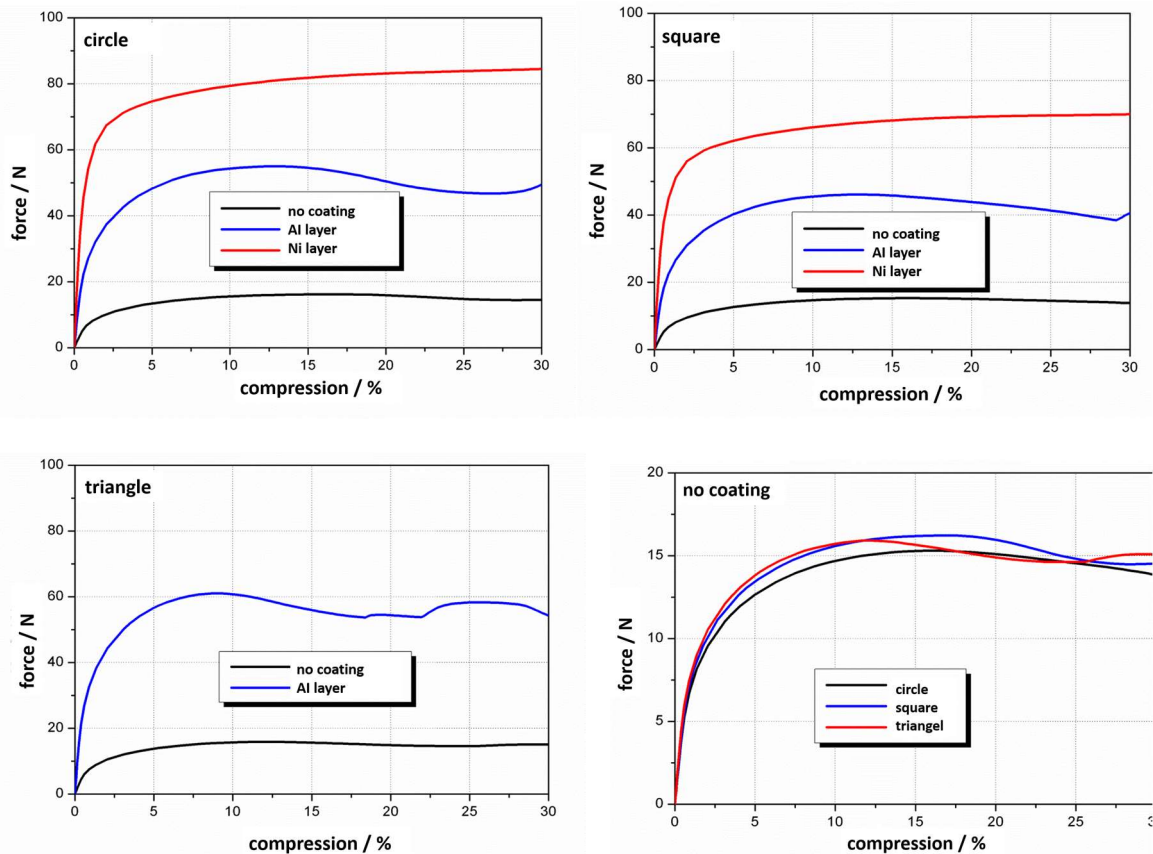 circle
force / N
100
80
60
40
20
0
no coating
Al layer
Ni layer
0 5 10 15 20 25 30
compression / %
square
force / N
100
80
60
40
20
0
no coating
Al layer
Ni layer
0 5 10 15 20 25 30
compression / %
triangle
force / N
100
80
60
40
20
0
no coating
Al layer
0 5 10 15 20 25 30
compression / %
no coating
force / N
20
15
10
5
0
circle
square
triangel
0 5 10 15 20 25
compression / %